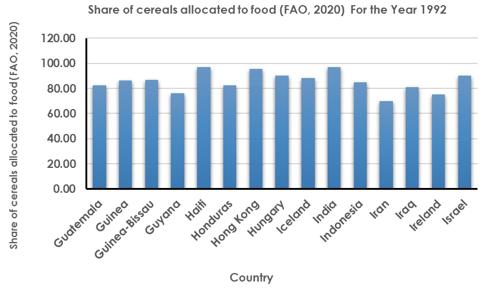 Share of cereals allocated to food (FAO, 2020) For the Year 1992
Share of cereals allocated to food(FAO, 2020)
120.00
100.00
80.00
60.00
40.00
20.00
0.00
Guatemala
Guinea
Guinea-Bissau
Guyana
Haiti
Honduras
Hong Kong
Hungary
Iceland
India
Indonesia
Iran
Iraq
Ireland
Israel
Country